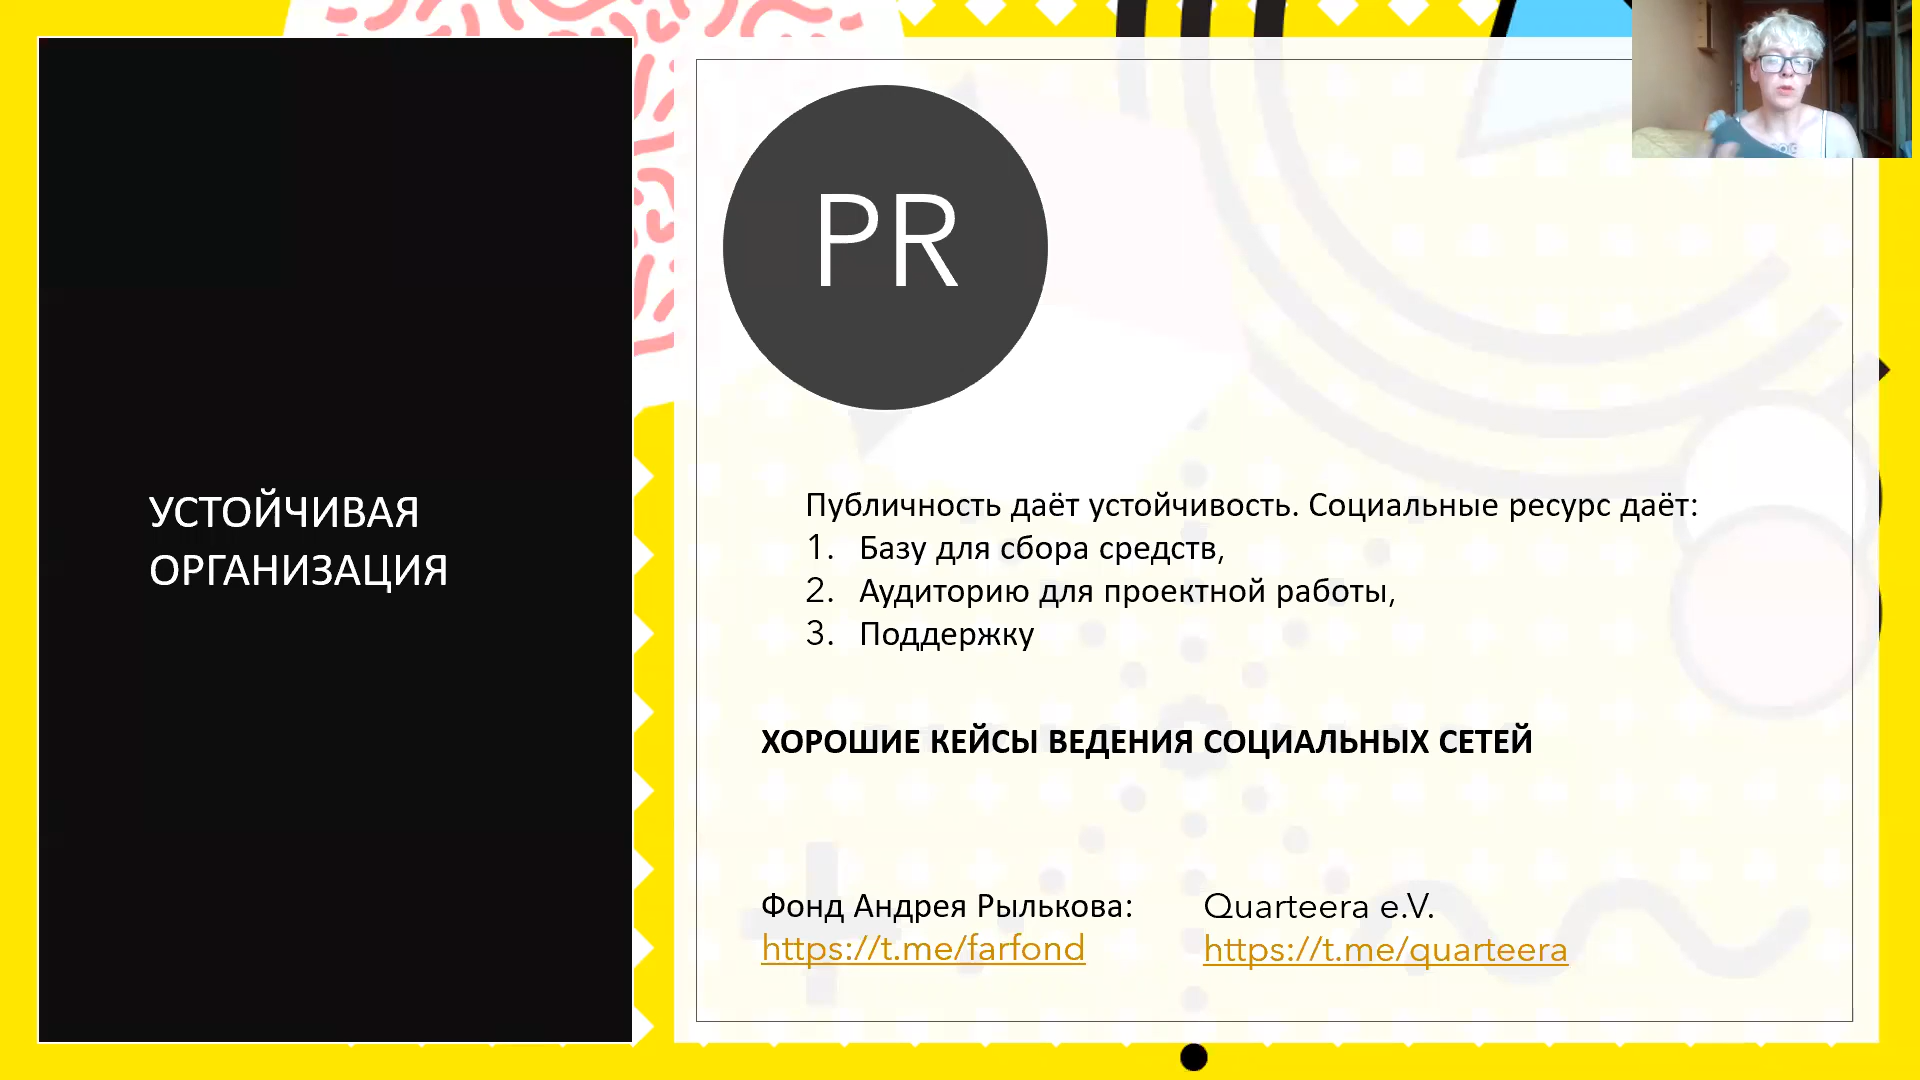 УСТОЙЧИВАЯ
ОРГАНИЗАЦИЯ
PR
Публичность даёт устойчивость. Социальные ресурс даёт:
1. Базу для сбора средств,
2. Аудиторию для проектной работы,
3. Поддержку
ХОРОШИЕ КЕЙСЫ ВЕДЕНИЯ СОЦИАЛЬНЫХ СЕТЕЙ
Фонд Андрея Рылькова:
https://t.me/farfond
Quarteera e.V.
https://t.me/quarteera